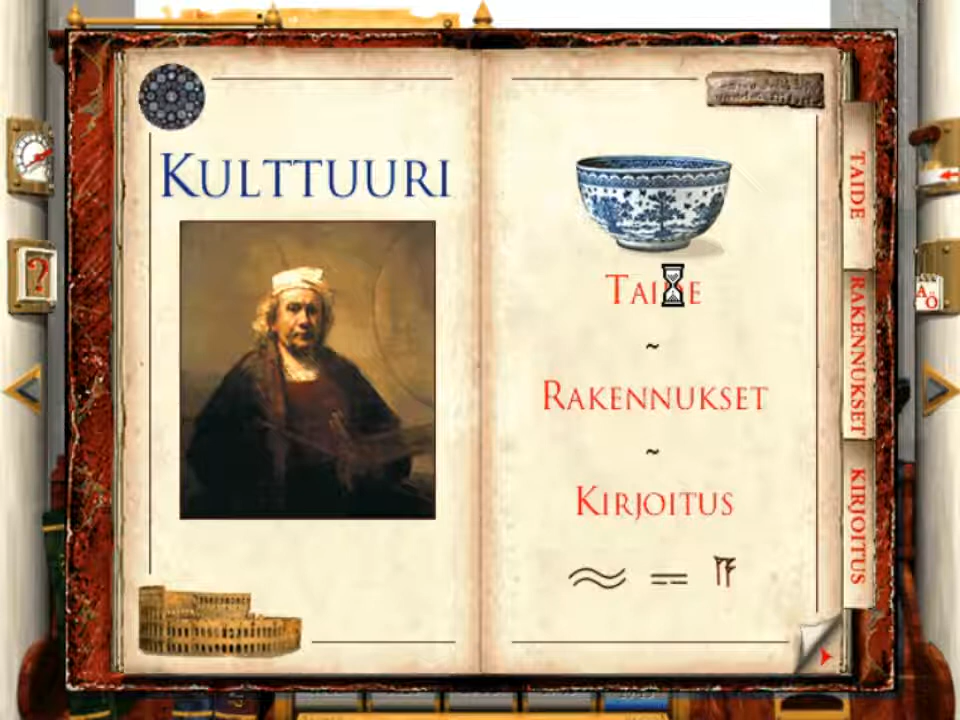 KULTTUURI
TAIDE
~
RAKENNUKSET
~
KIRJOITUS
TAIDE
RAKENNUKSET
KIRJOITUS
?
AÖ